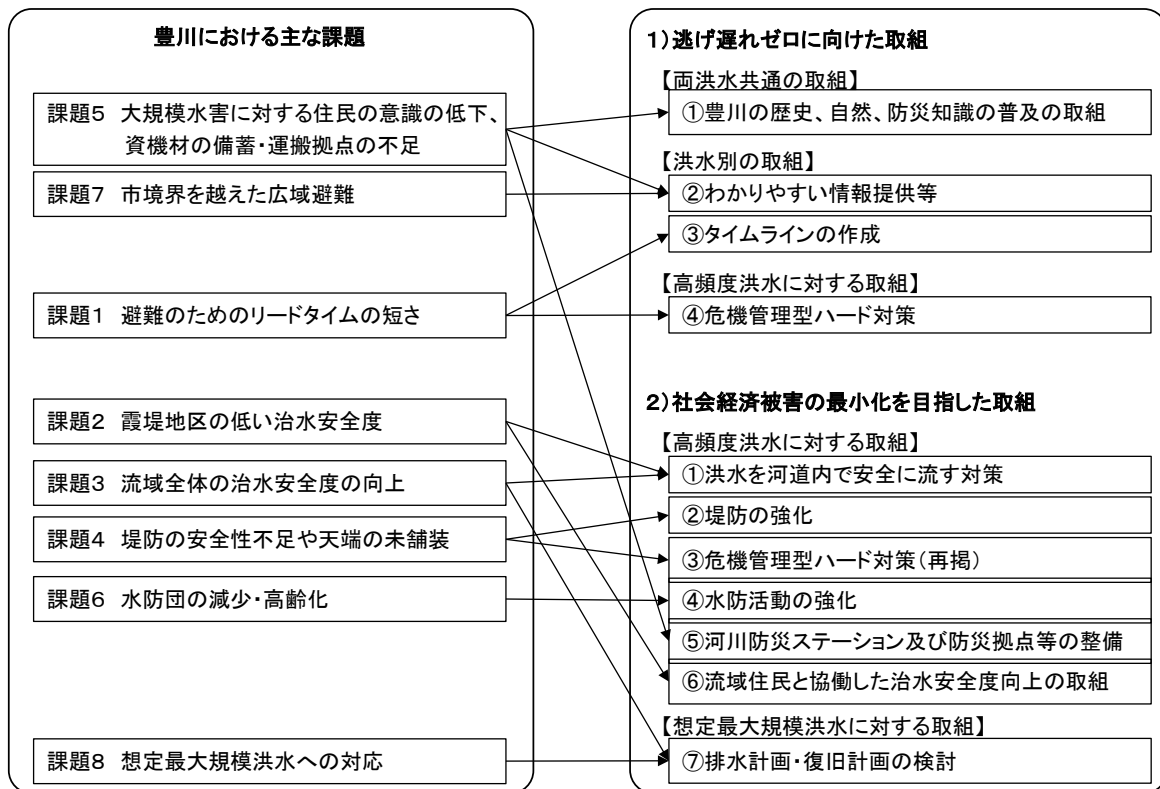 豊川における主な課題
課題5 大規模水害に対する住民の意識の低下、
資機材の備蓄・運搬拠点の不足
課題7 市境界を越えた広域避難
課題1 避難のためのリードタイムの短さ
課題2 霞堤地区の低い治水安全度
課題3 流域全体の治水安全度の向上
課題4 堤防の安全性不足や天端の未舗装
課題6 水防団の減少・高齢化
課題8 想定最大規模洪水への対応
1)逃げ遅れゼロに向けた取組
【両洪水共通の取組】
①豊川の歴史、自然、防災知識の普及の取組
【洪水別の取組】
②わかりやすい情報提供等
③タイムラインの作成
【高頻度洪水に対する取組】
④危機管理型ハード対策
2)社会経済被害の最小化を目指した取組
【高頻度洪水に対する取組】
①洪水を河道内で安全に流す対策
②堤防の強化
③危機管理型ハード対策(再掲)
④水防活動の強化
⑤河川防災ステーション及び防災拠点等の整備
⑥流域住民と協働した治水安全度向上の取組
【想定最大規模洪水に対する取組】
⑦排水計画・復旧計画の検討